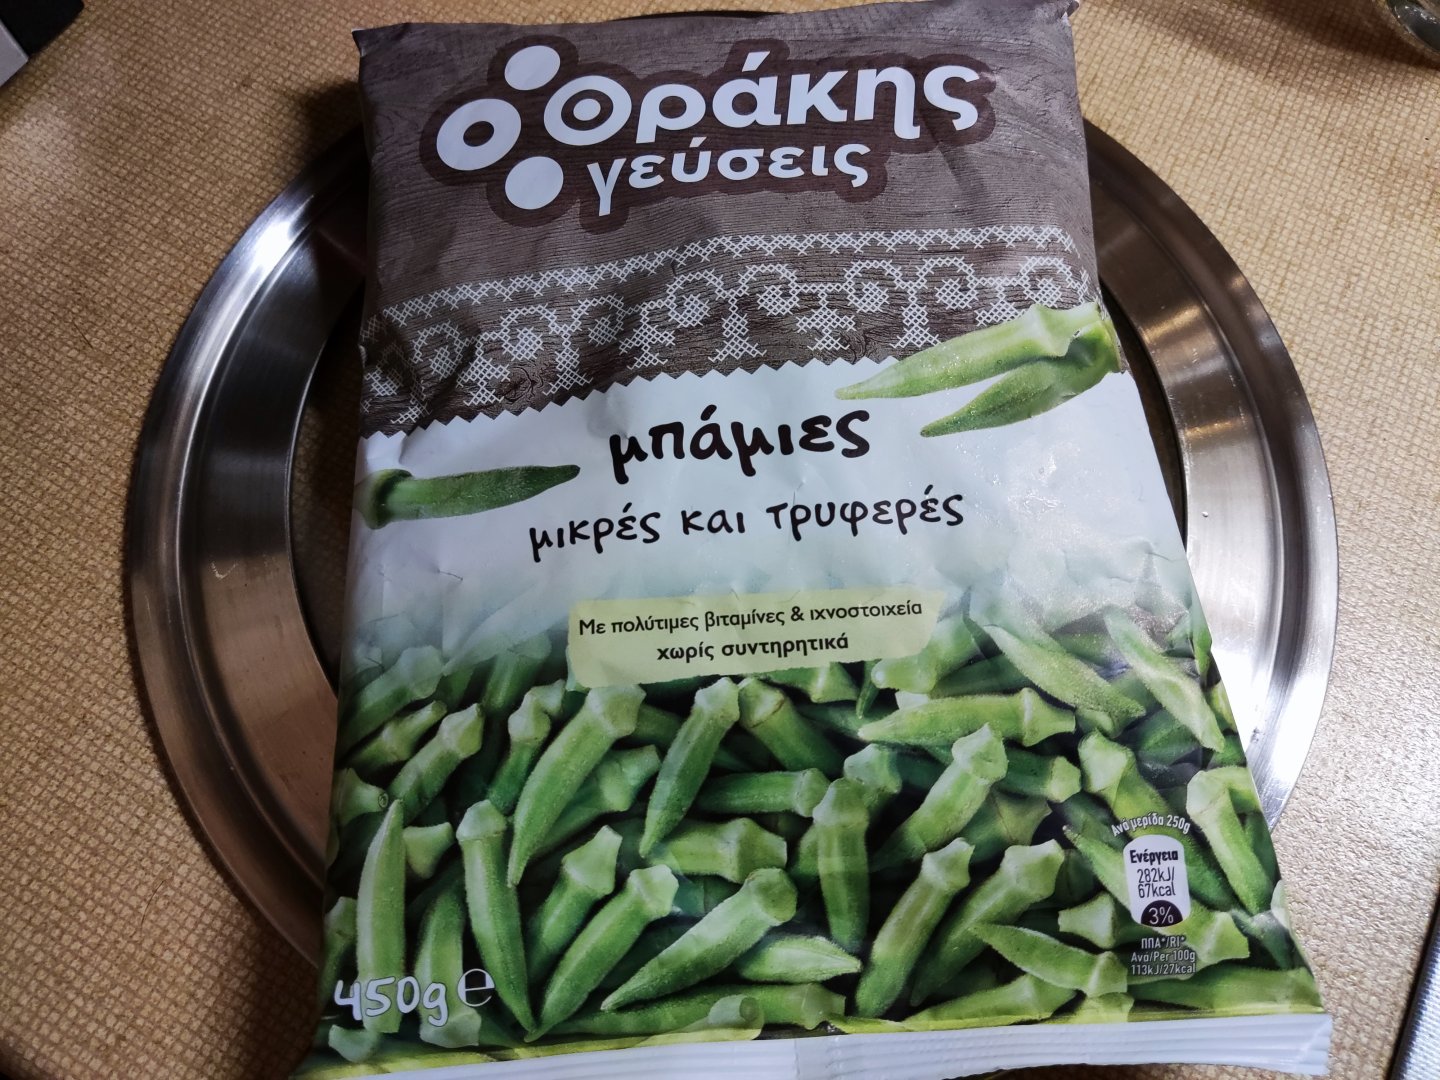 Θράκης
γεύσεις
μπάμιες
μικρές και τρυφερές
Με πολύτιμες βιταμίνες & ιχνοστοιχεία
χωρίς συντηρητικά
Ανά μερίδα 250g
Ενέργεια
282kJ/
67kcal
3%
ΠΠΑ*/RI*
Ανά/Per 100g
113kJ/27kcal
450g e